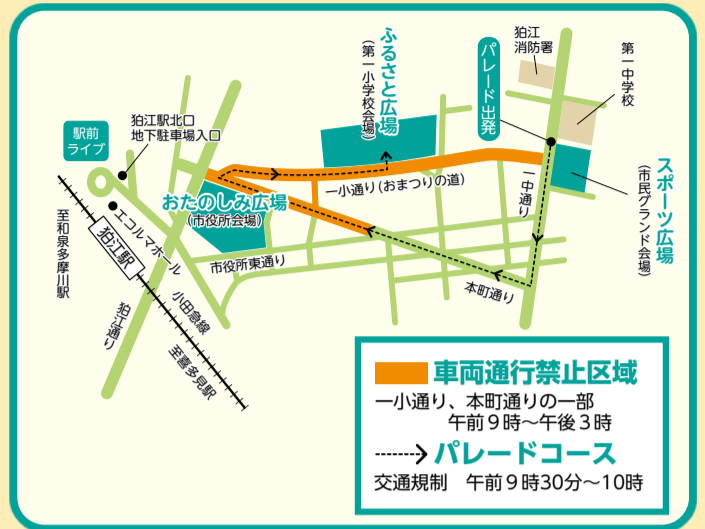 狛江
消防署
第一中学校
ふるさと広場
(第一小学校会場)
パレード出発
狛江駅北口
地下駐車場入口
駅前
ライブ
スポーツ広場
(市民グランド会場)
一中通り
一小通り(おまつりの道)
おたのしみ広場
(市役所会場)
エコルマホール
狛江駅
至和泉多摩川駅
市役所東通り
本町通り
小田急線
狛江通り
至喜多見駅
車両通行禁止区域
一小通り、本町通りの一部
午前9時～午後3時
パレードコース
交通規制 午前9時30分～10時